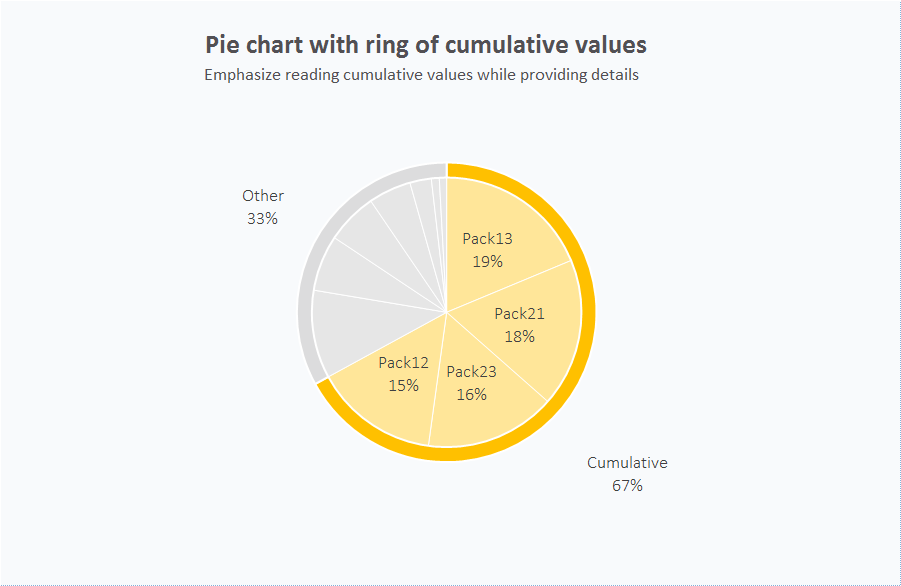 Pie chart with ring of cumulative values
Emphasize reading cumulative values while providing details
Other
33%
Pack13
19%
Pack21
18%
Pack12
15%
Pack23
16%
Cumulative
67%